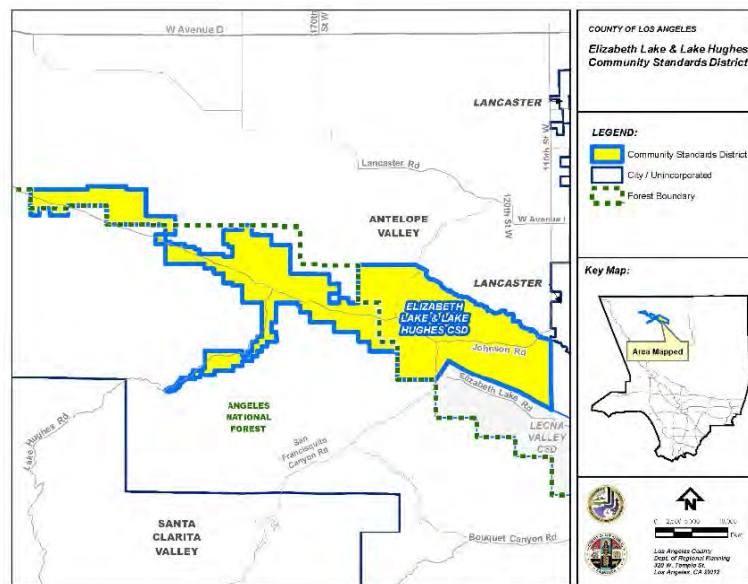 W Avenue D
170th
St W
LANCASTER
110th St W
Lancaster Rd
120th St W
W Avenue I
ANTELOPE
VALLEY
LANCASTER
ELIZABETH
LAKE & LAKE
HUGHES CSD
Johnson Rd
Elizabeth Lake Rd
LEONA
VALLEY
CSD
ANGELES
NATIONAL
FOREST
San
Francisquito
Canyon Rd
Lake Hughes Rd
SANTA
CLARITA
VALLEY
Bouquet Canyon Rd
COUNTY OF LOS ANGELES
Elizabeth Lake & Lake Hughes
Community Standards District
LEGEND:
Community Standards District
City / Unincorporated
Forest Boundary
Key Map:
Area Mapped
N
Los Angeles County
Dept. of Regional Planning
320 W. Temple St.
Los Angeles, CA 90012